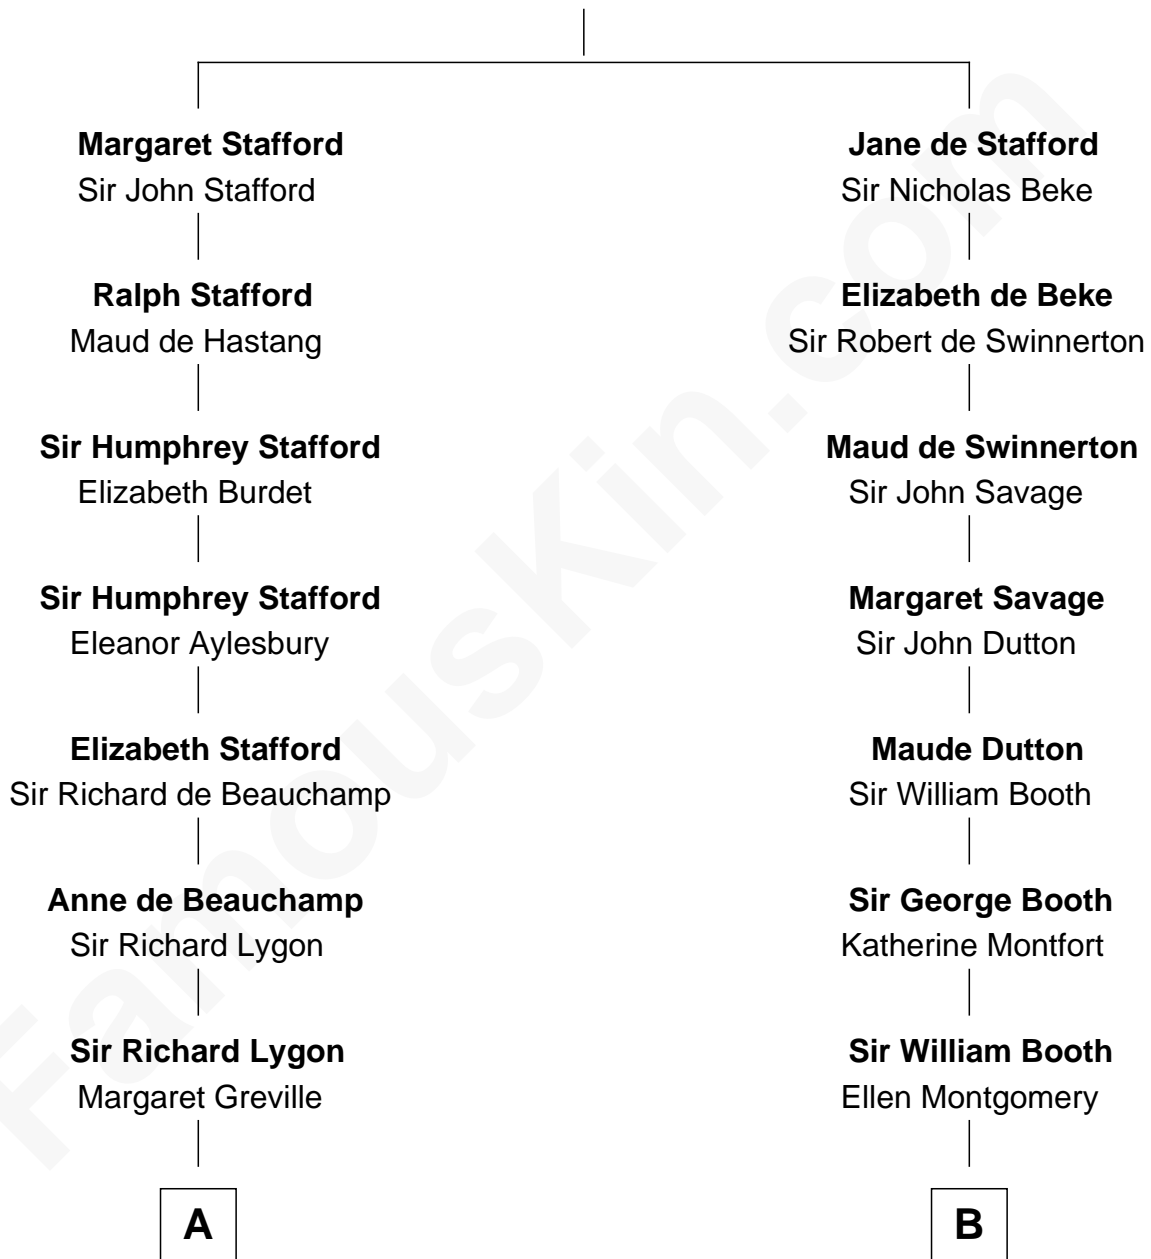 Margaret Stafford
Sir John Stafford
Ralph Stafford
Maud de Hastang
Sir Humphrey Stafford
Elizabeth Burdet
Sir Humphrey Stafford
Eleanor Aylesbury
Elizabeth Stafford
Sir Richard de Beauchamp
Anne de Beauchamp
Sir Richard Lygon
Sir Richard Lygon
Margaret Greville
A
Jane de Stafford
Sir Nicholas Beke
Elizabeth de Beke
Sir Robert de Swinnerton
Maud de Swinnerton
Sir John Savage
Margaret Savage
Sir John Dutton
Maude Dutton
Sir William Booth
Sir George Booth
Katherine Montfort
Sir William Booth
Ellen Montgomery
B
FamousKin.com